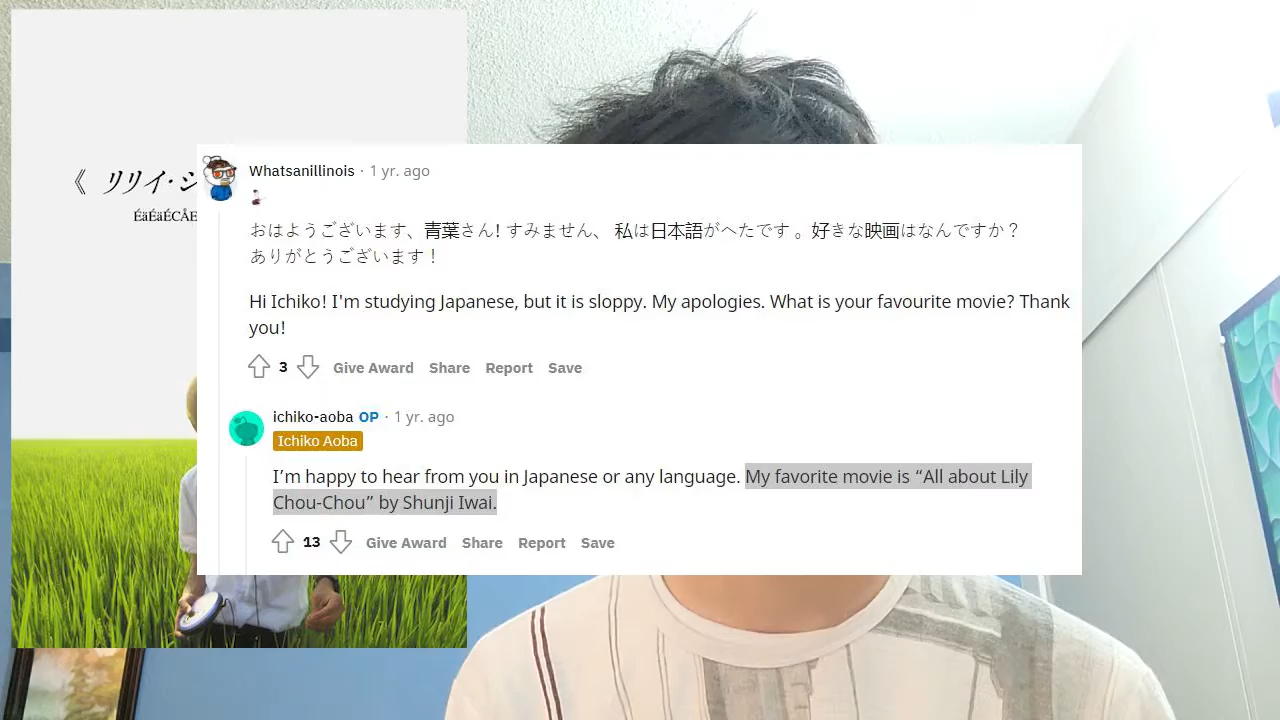 《 リリイ・シ
ÉäÉäÉCÅE
Whatsanillinois · 1 yr. ago
おはようございます、青葉さん! すみません、 私は日本語がへたです 。好きな映画はなんですか？
ありがとうございます！
Hi Ichiko! I'm studying Japanese, but it is sloppy. My apologies. What is your favourite movie? Thank
you!
3 Give Award Share Report Save
ichiko-aoba OP · 1 yr. ago
Ichiko Aoba
I’m happy to hear from you in Japanese or any language. My favorite movie is “All about Lily
Chou-Chou” by Shunji Iwai.
13 Give Award Share Report Save